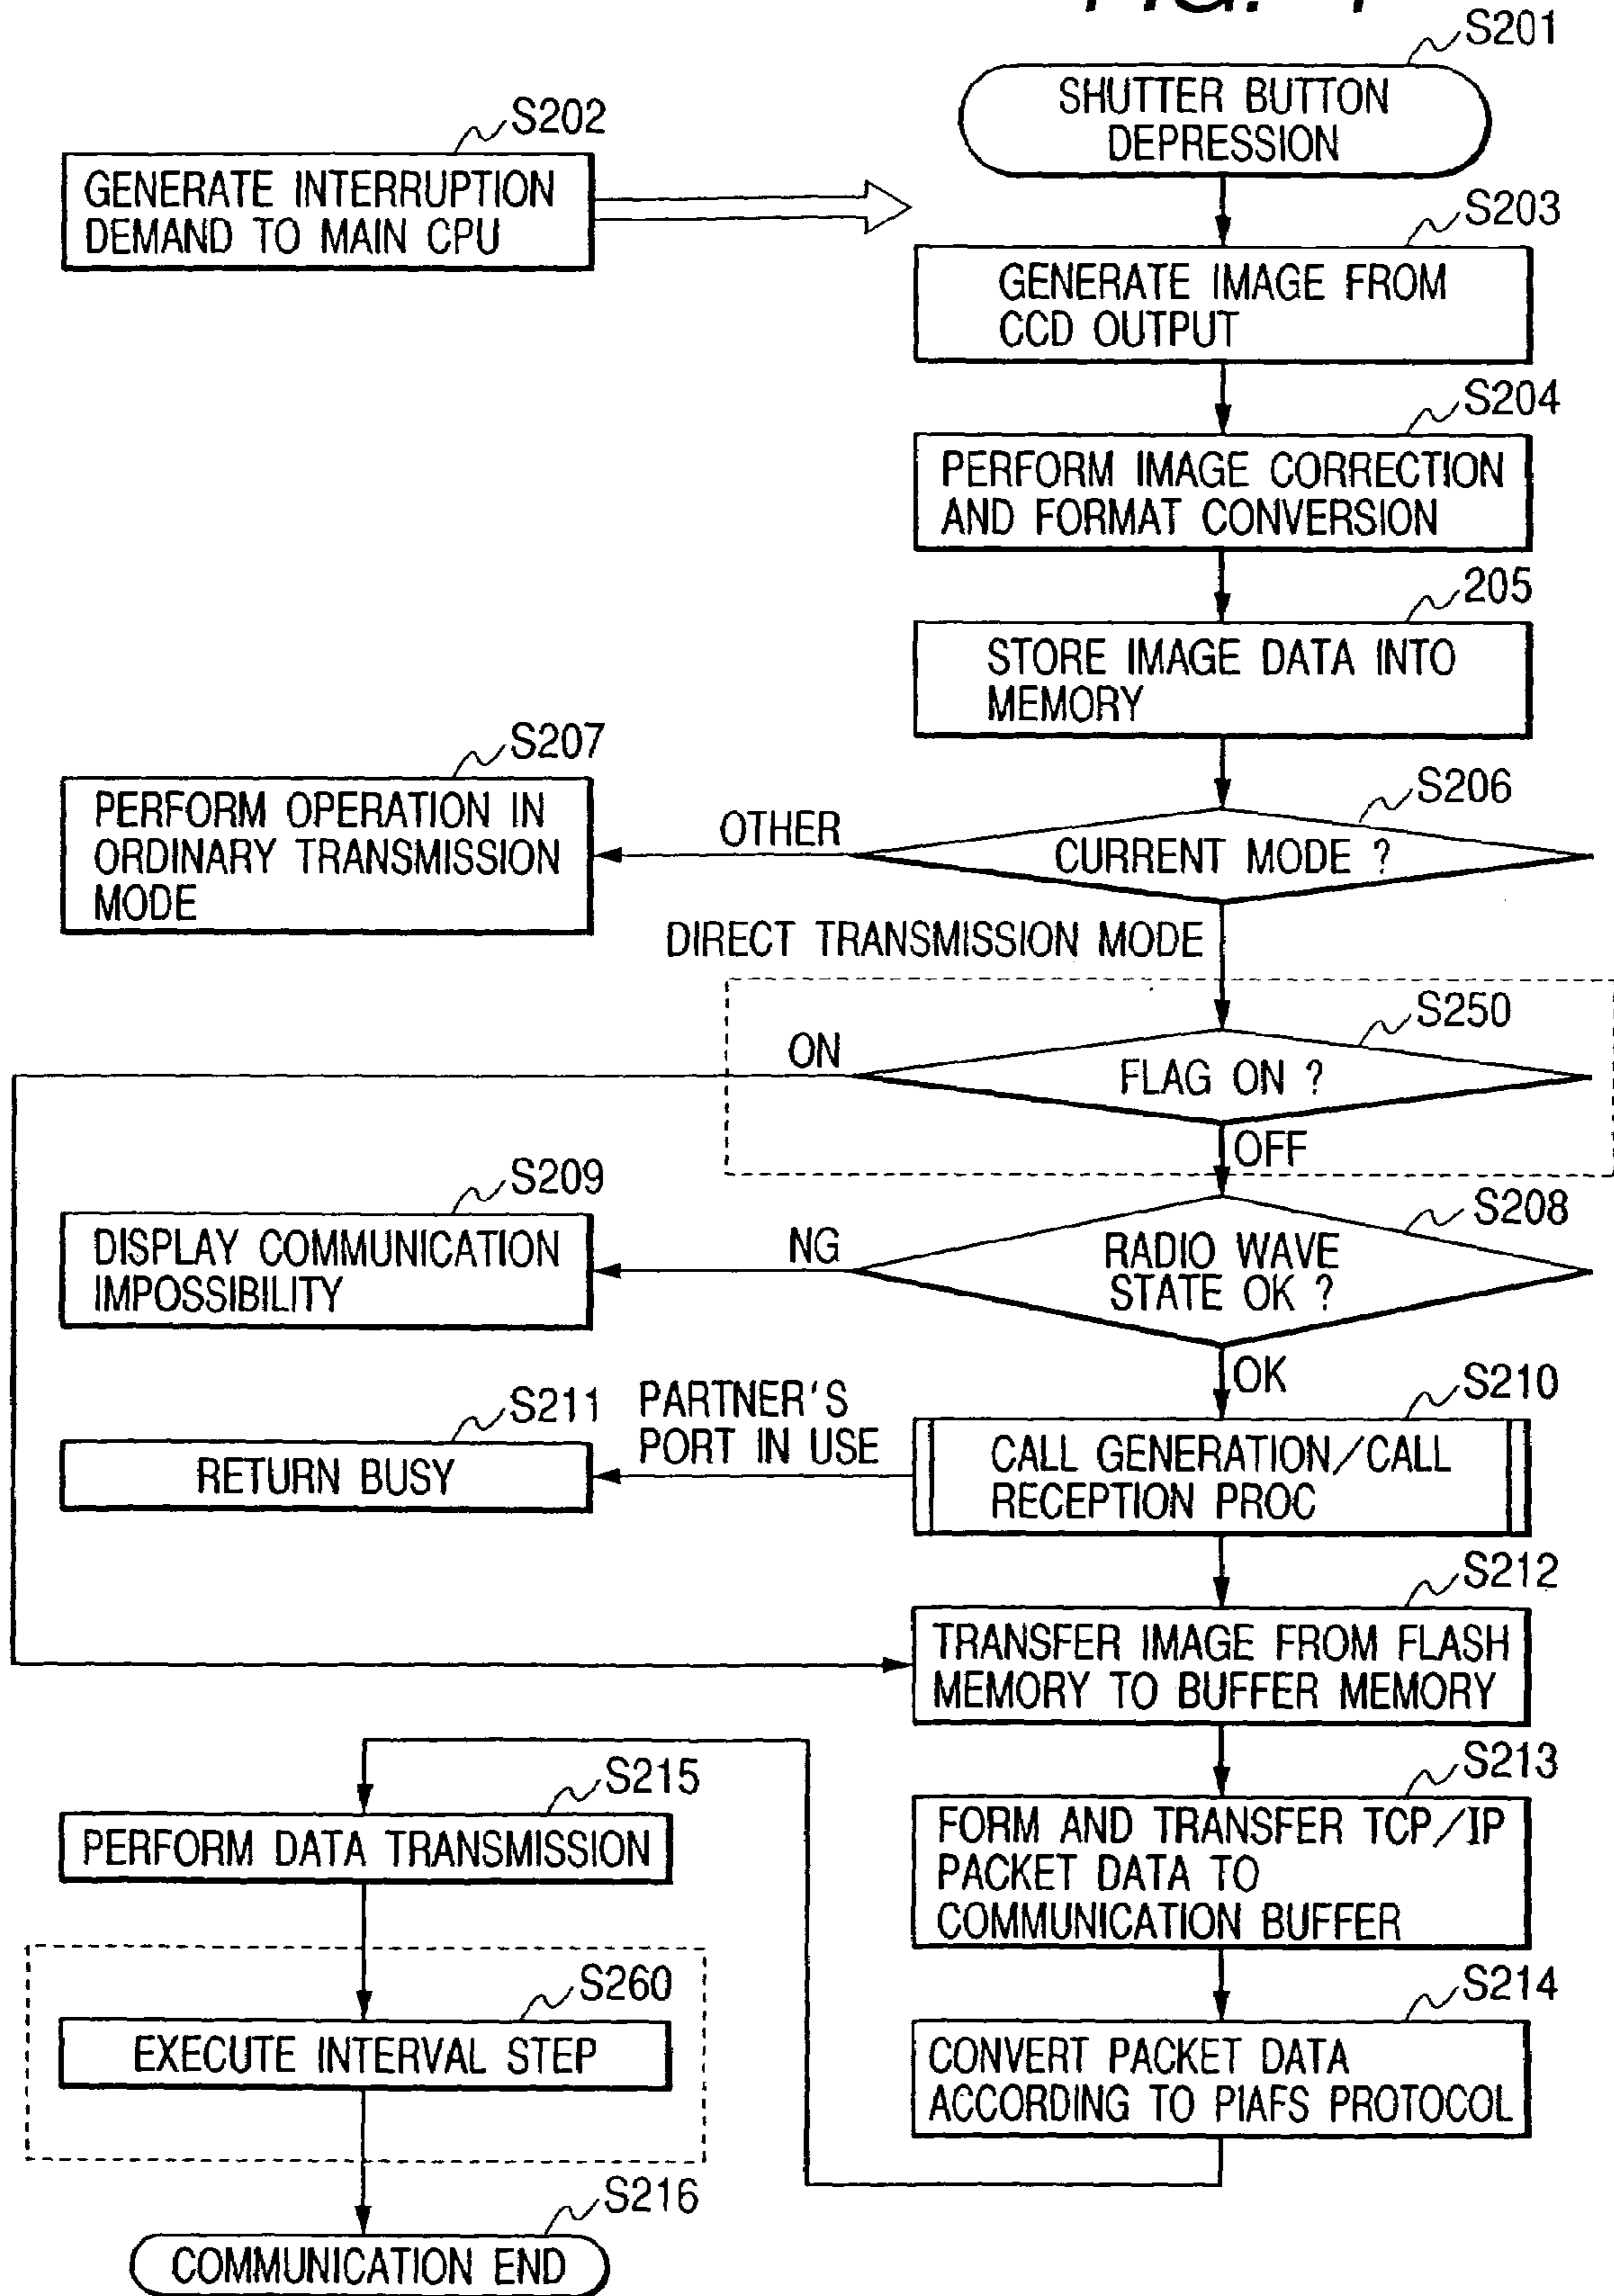 S201
SHUTTER BUTTON
DEPRESSION
S202
GENERATE INTERRUPTION
DEMAND TO MAIN CPU
S203
GENERATE IMAGE FROM
CCD OUTPUT
S204
PERFORM IMAGE CORRECTION
AND FORMAT CONVERSION
205
STORE IMAGE DATA INTO
MEMORY
S206
CURRENT MODE ?
OTHER
S207
PERFORM OPERATION IN
ORDINARY TRANSMISSION
MODE
DIRECT TRANSMISSION MODE
S250
FLAG ON ?
ON
OFF
S208
RADIO WAVE
STATE OK ?
NG
S209
DISPLAY COMMUNICATION
IMPOSSIBILITY
OK
S210
CALL GENERATION/CALL
RECEPTION PROC
PARTNER'S
PORT IN USE
S211
RETURN BUSY
S212
TRANSFER IMAGE FROM FLASH
MEMORY TO BUFFER MEMORY
S213
FORM AND TRANSFER TCP/IP
PACKET DATA TO
COMMUNICATION BUFFER
S214
CONVERT PACKET DATA
ACCORDING TO PIAFS PROTOCOL
S215
PERFORM DATA TRANSMISSION
S260
EXECUTE INTERVAL STEP
S216
COMMUNICATION END